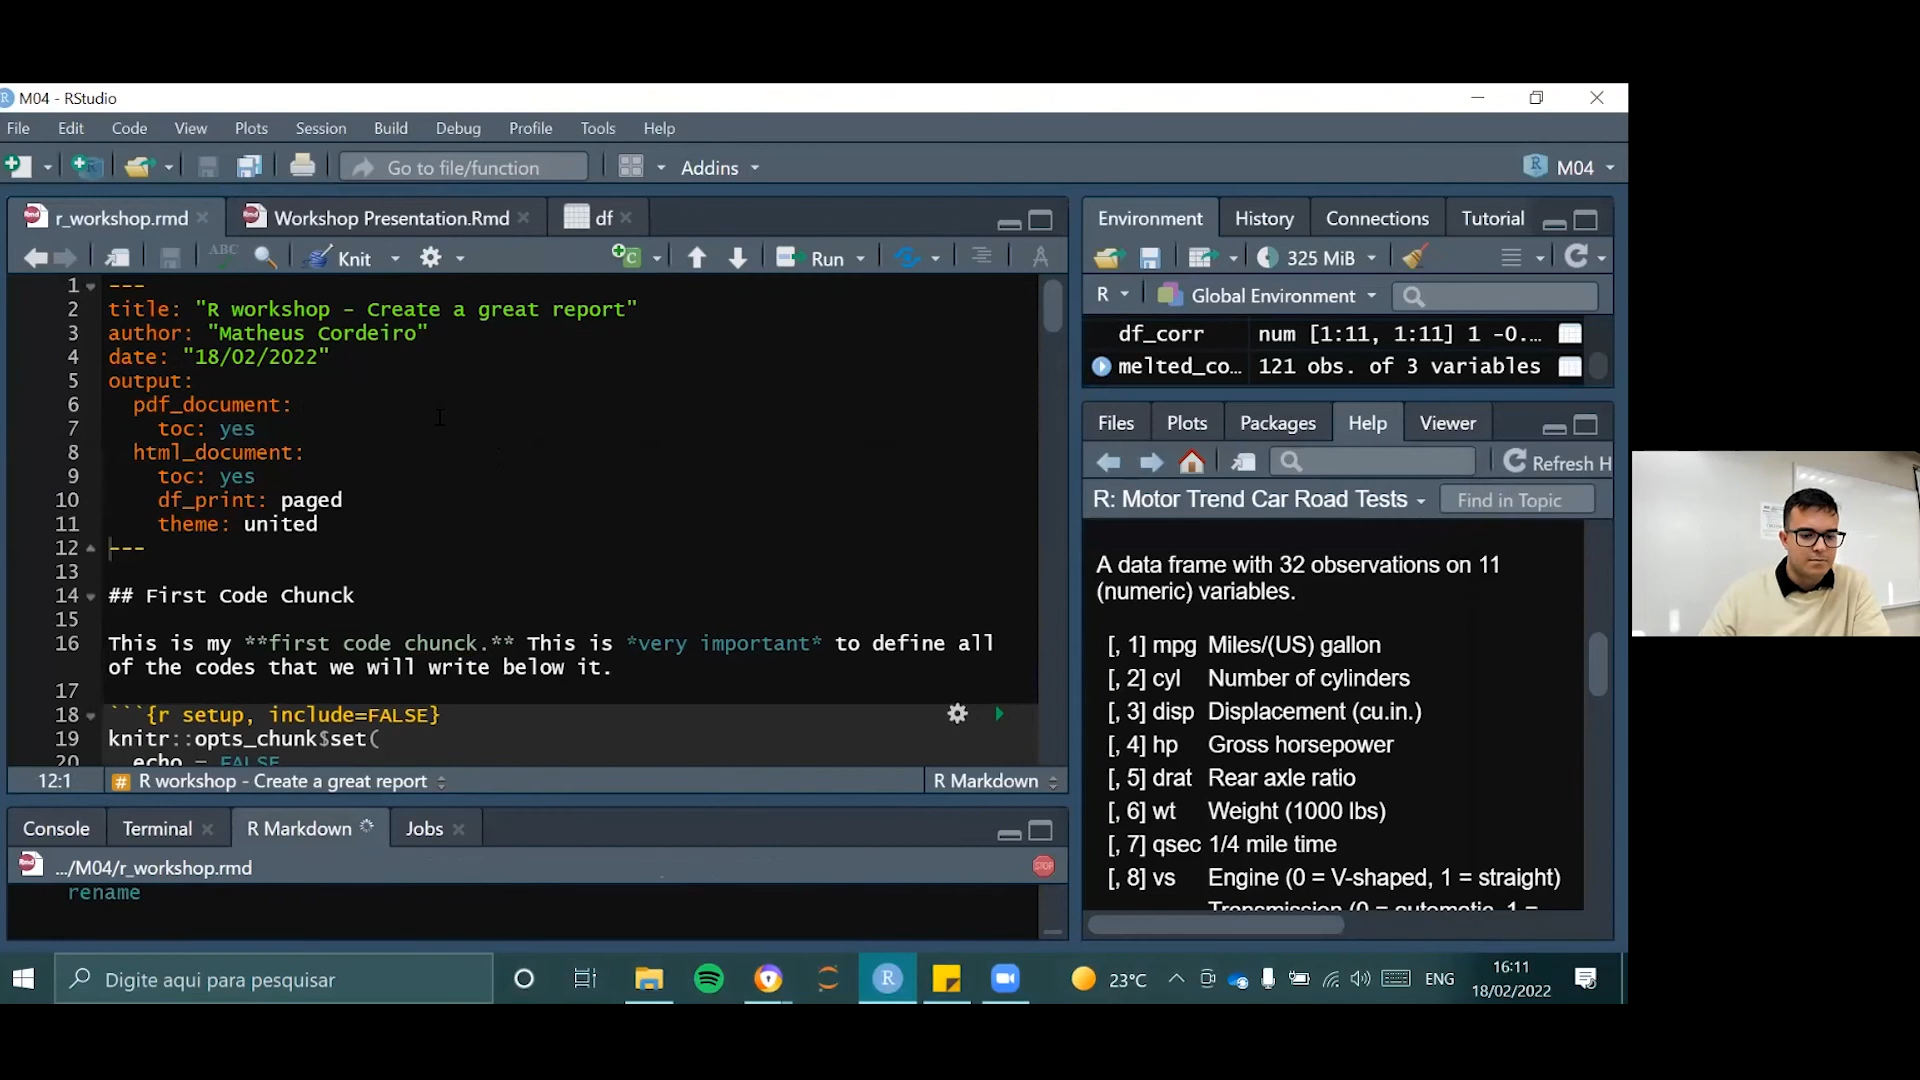 M04 - RStudio
File Edit Code View Plots Session Build Debug Profile Tools Help
Go to file/function Addins M04
r_workshop.rmd Workshop Presentation.Rmd df
ABC Knit Run
1 ---
2 title: "R workshop - Create a great report"
3 author: "Matheus Cordeiro"
4 date: "18/02/2022"
5 output:
6 pdf_document:
7 toc: yes
8 html_document:
9 toc: yes
10 df_print: paged
11 theme: united
12 ---
13
14 ## First Code Chunck
15
16 This is my **first code chunck.** This is *very important* to define all
of the codes that we will write below it.
17
18 ```{r setup, include=FALSE}
19 knitr::opts_chunk$set(
20 echo = FALSE
12:1 R workshop - Create a great report R Markdown
Console Terminal R Markdown Jobs
.../M04/r_workshop.rmd STOP
rename
Environment History Connections Tutorial
325 MiB
R Global Environment
df_corr num [1:11, 1:11] 1 -0...
melted_co... 121 obs. of 3 variables
Files Plots Packages Help Viewer
Refresh H
R: Motor Trend Car Road Tests Find in Topic
A data frame with 32 observations on 11
(numeric) variables.
[, 1] mpg Miles/(US) gallon
[, 2] cyl Number of cylinders
[, 3] disp Displacement (cu.in.)
[, 4] hp Gross horsepower
[, 5] drat Rear axle ratio
[, 6] wt Weight (1000 lbs)
[, 7] qsec 1/4 mile time
[, 8] vs Engine (0 = V-shaped, 1 = straight)
Transmission (0 = automatic, 1 =
Digite aqui para pesquisar
23°C ENG 16:11
18/02/2022